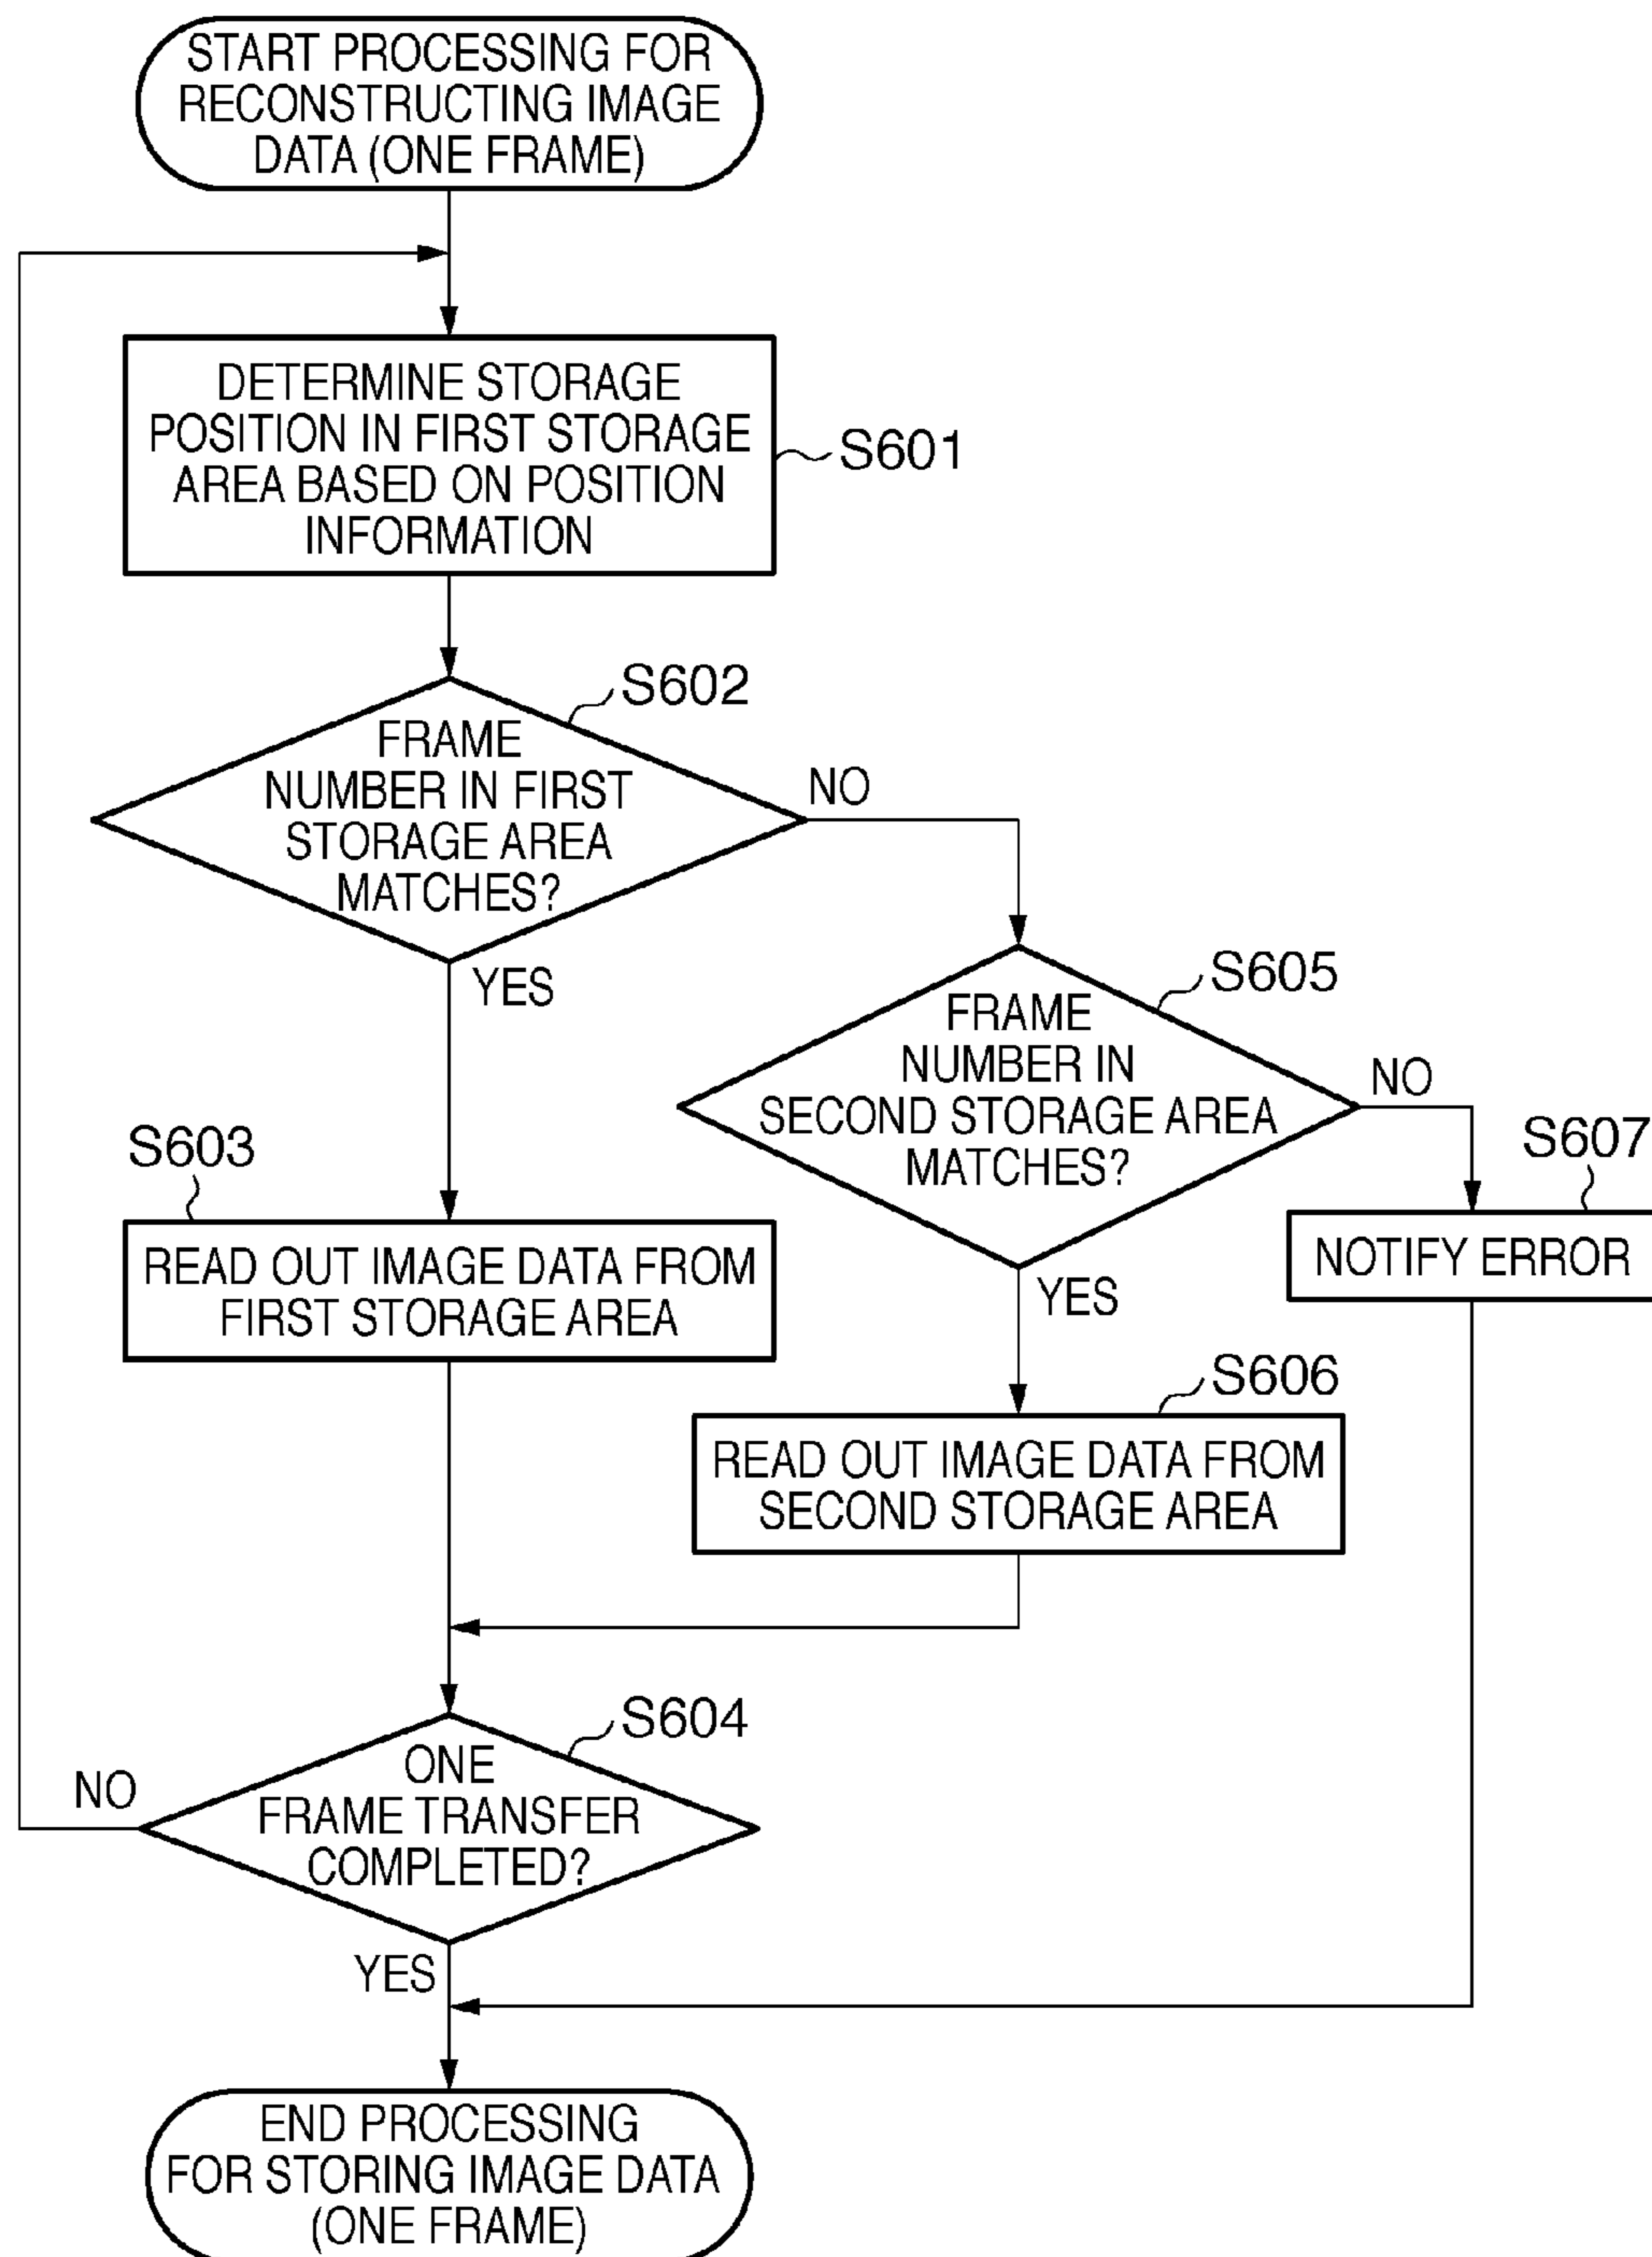 START PROCESSING FOR
RECONSTRUCTING IMAGE
DATA (ONE FRAME)
DETERMINE STORAGE
POSITION IN FIRST STORAGE
AREA BASED ON POSITION
INFORMATION
S601
S602
FRAME
NUMBER IN FIRST
STORAGE AREA
MATCHES?
NO
YES
S605
FRAME
NUMBER IN
SECOND STORAGE AREA
MATCHES?
NO
YES
S603
READ OUT IMAGE DATA FROM
FIRST STORAGE AREA
S607
NOTIFY ERROR
S606
READ OUT IMAGE DATA FROM
SECOND STORAGE AREA
S604
ONE
FRAME TRANSFER
COMPLETED?
NO
YES
END PROCESSING
FOR STORING IMAGE DATA
(ONE FRAME)